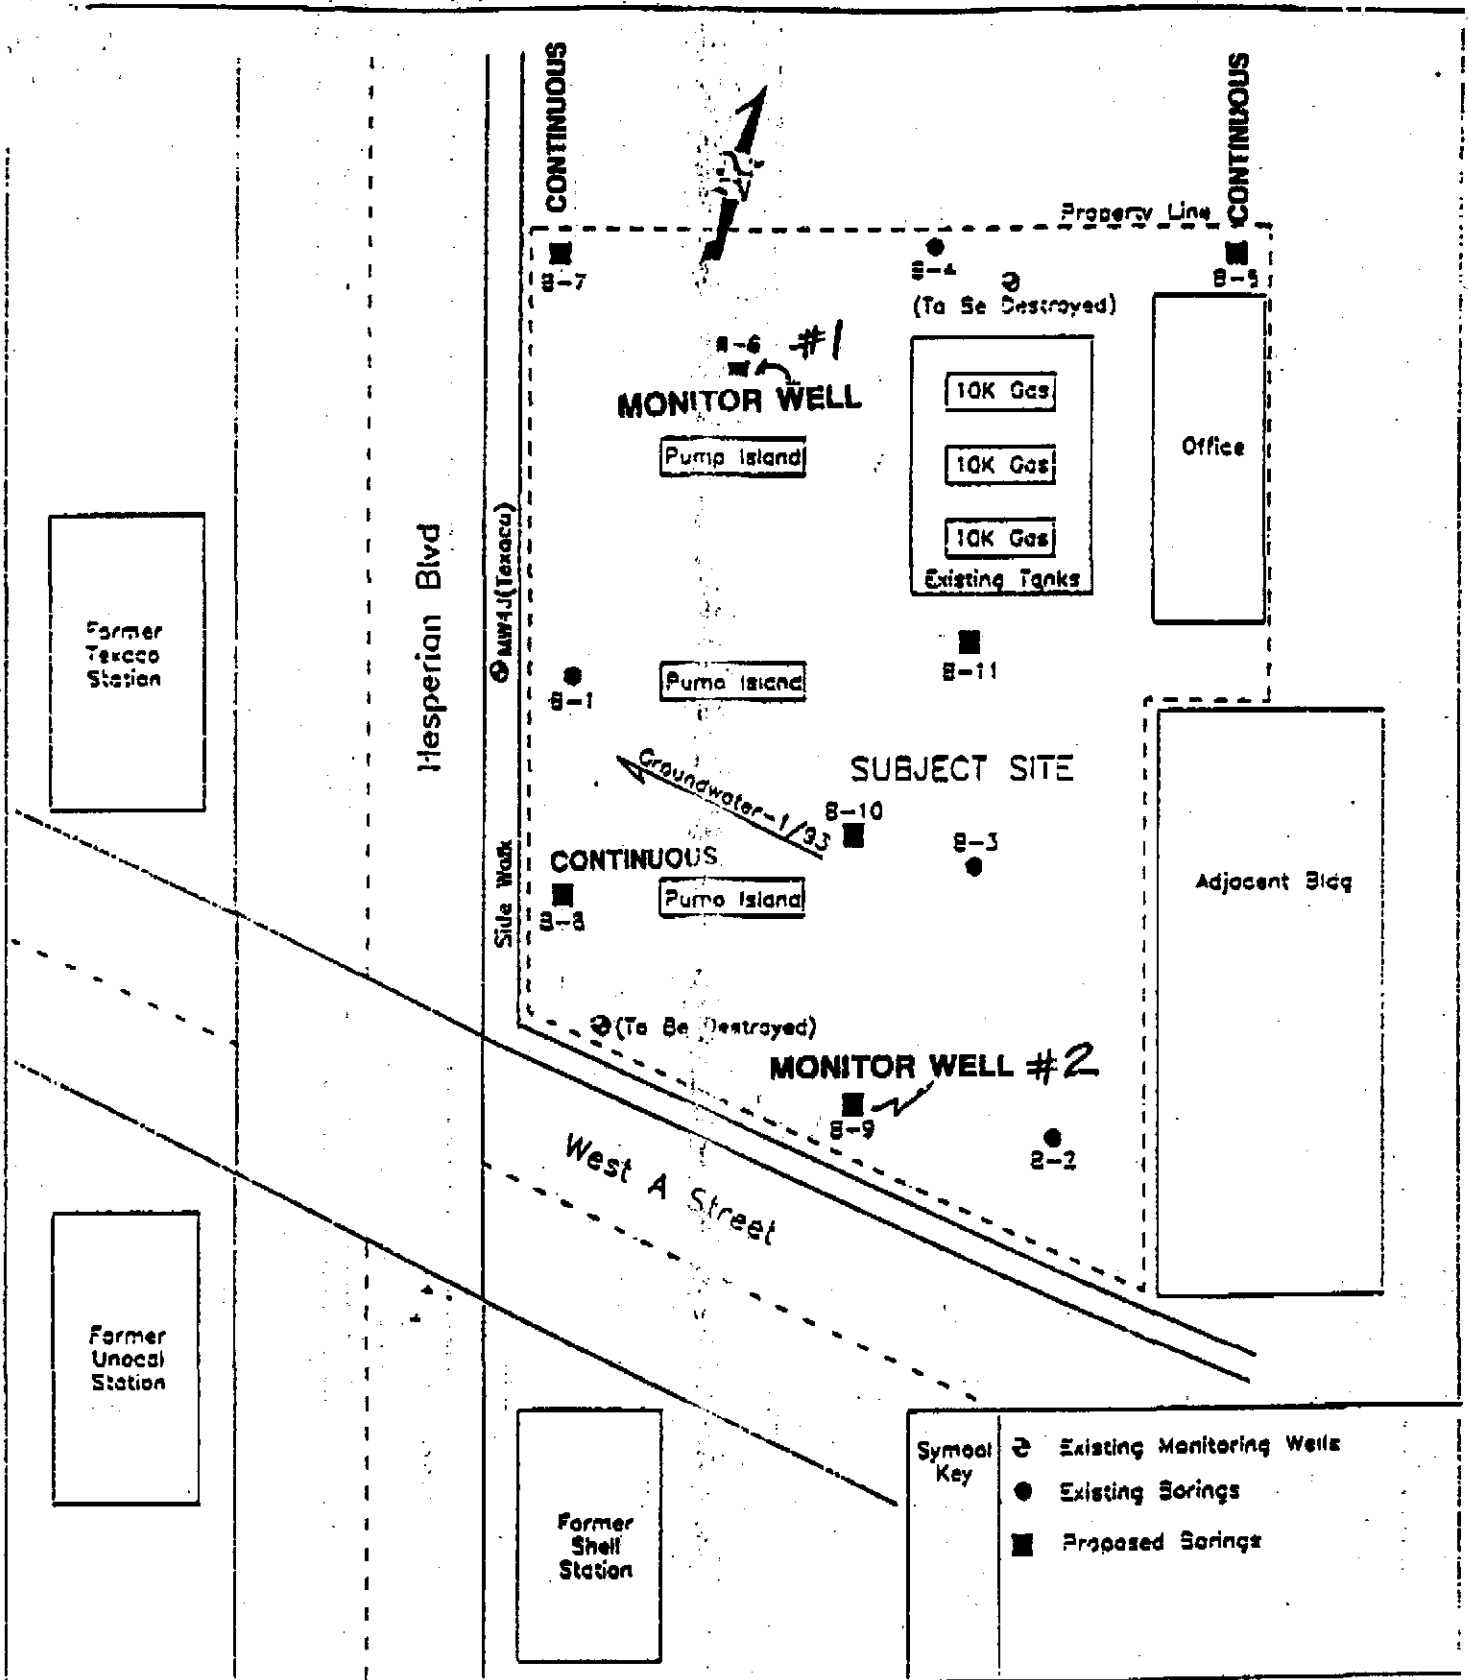 CONTINUOUS
CONTINUOUS
Property Line
B-7
B-4
B-5
(To Be Destroyed)
B-6 #1
MONITOR WELL
10K Gas
Pump Island
Office
10K Gas
10K Gas
Existing Tanks
Hesperian Blvd
MW4J(Texaco)
Former
Texaco
Station
B-11
B-1
Pump Island
SUBJECT SITE
Groundwater-1/93
B-10
B-3
CONTINUOUS
Side Walk
Pump Island
Adjacent Bldg
B-8
(To Be Destroyed)
MONITOR WELL #2
B-9
B-2
West A Street
Former
Unocal
Station
Former
Shell
Station
Symbol
Key
Existing Monitoring Wells
Existing Borings
Proposed Borings